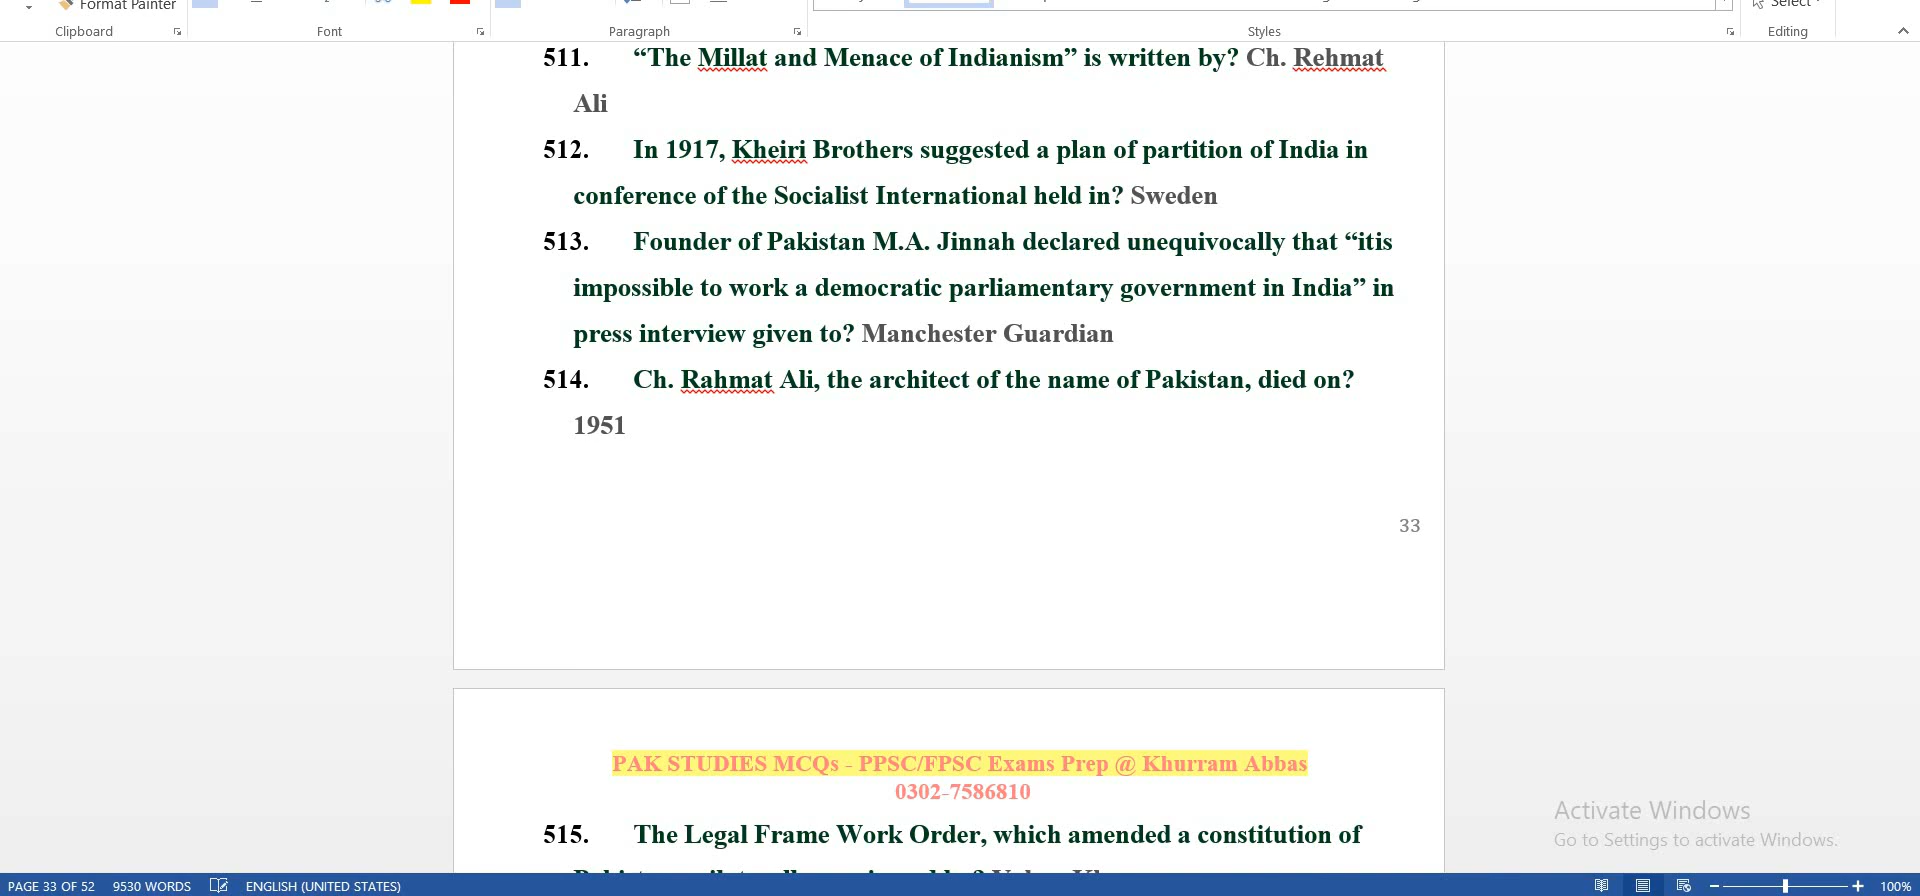 Format Painter
Select
Clipboard
Font
Paragraph
Styles
Editing
511. “The Millat and Menace of Indianism” is written by? Ch. Rehmat
Ali
512. In 1917, Kheiri Brothers suggested a plan of partition of India in
conference of the Socialist International held in? Sweden
513. Founder of Pakistan M.A. Jinnah declared unequivocally that “itis
impossible to work a democratic parliamentary government in India” in
press interview given to? Manchester Guardian
514. Ch. Rahmat Ali, the architect of the name of Pakistan, died on?
1951
33
PAK STUDIES MCQs - PPSC/FPSC Exams Prep @ Khurram Abbas
0302-7586810
515. The Legal Frame Work Order, which amended a constitution of
Activate Windows
Go to Settings to activate Windows.
PAGE 33 OF 52 9530 WORDS ENGLISH (UNITED STATES) 100%